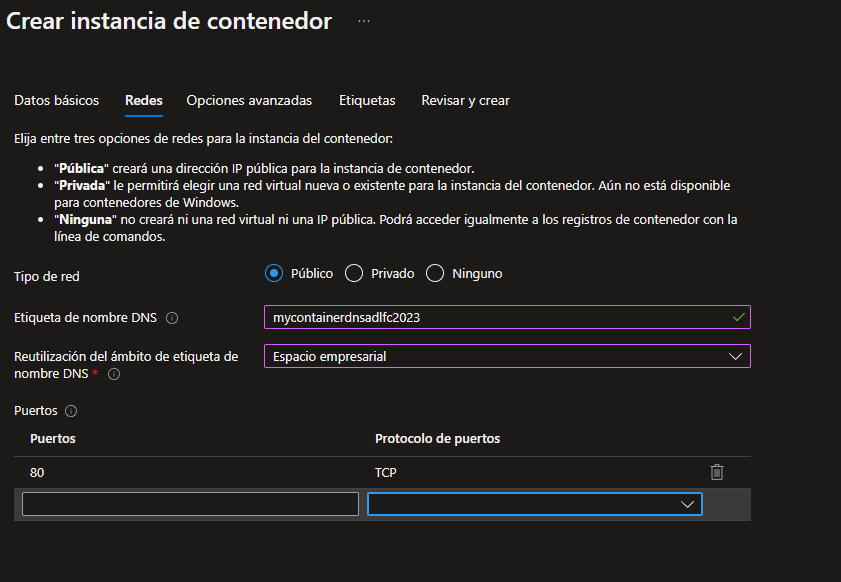 Crear instancia de contenedor ...
Datos básicos Redes Opciones avanzadas Etiquetas Revisar y crear
Elija entre tres opciones de redes para la instancia del contenedor:
• "Pública" creará una dirección IP pública para la instancia de contenedor.
• "Privada" le permitirá elegir una red virtual nueva o existente para la instancia del contenedor. Aún no está disponible
para contenedores de Windows.
• "Ninguna" no creará ni una red virtual ni una IP pública. Podrá acceder igualmente a los registros de contenedor con la
línea de comandos.
Tipo de red Público Privado Ninguno
Etiqueta de nombre DNS mycontainerdnsadlfc2023
Reutilización del ámbito de etiqueta de
nombre DNS * Espacio empresarial
Puertos
Puertos Protocolo de puertos
80 TCP